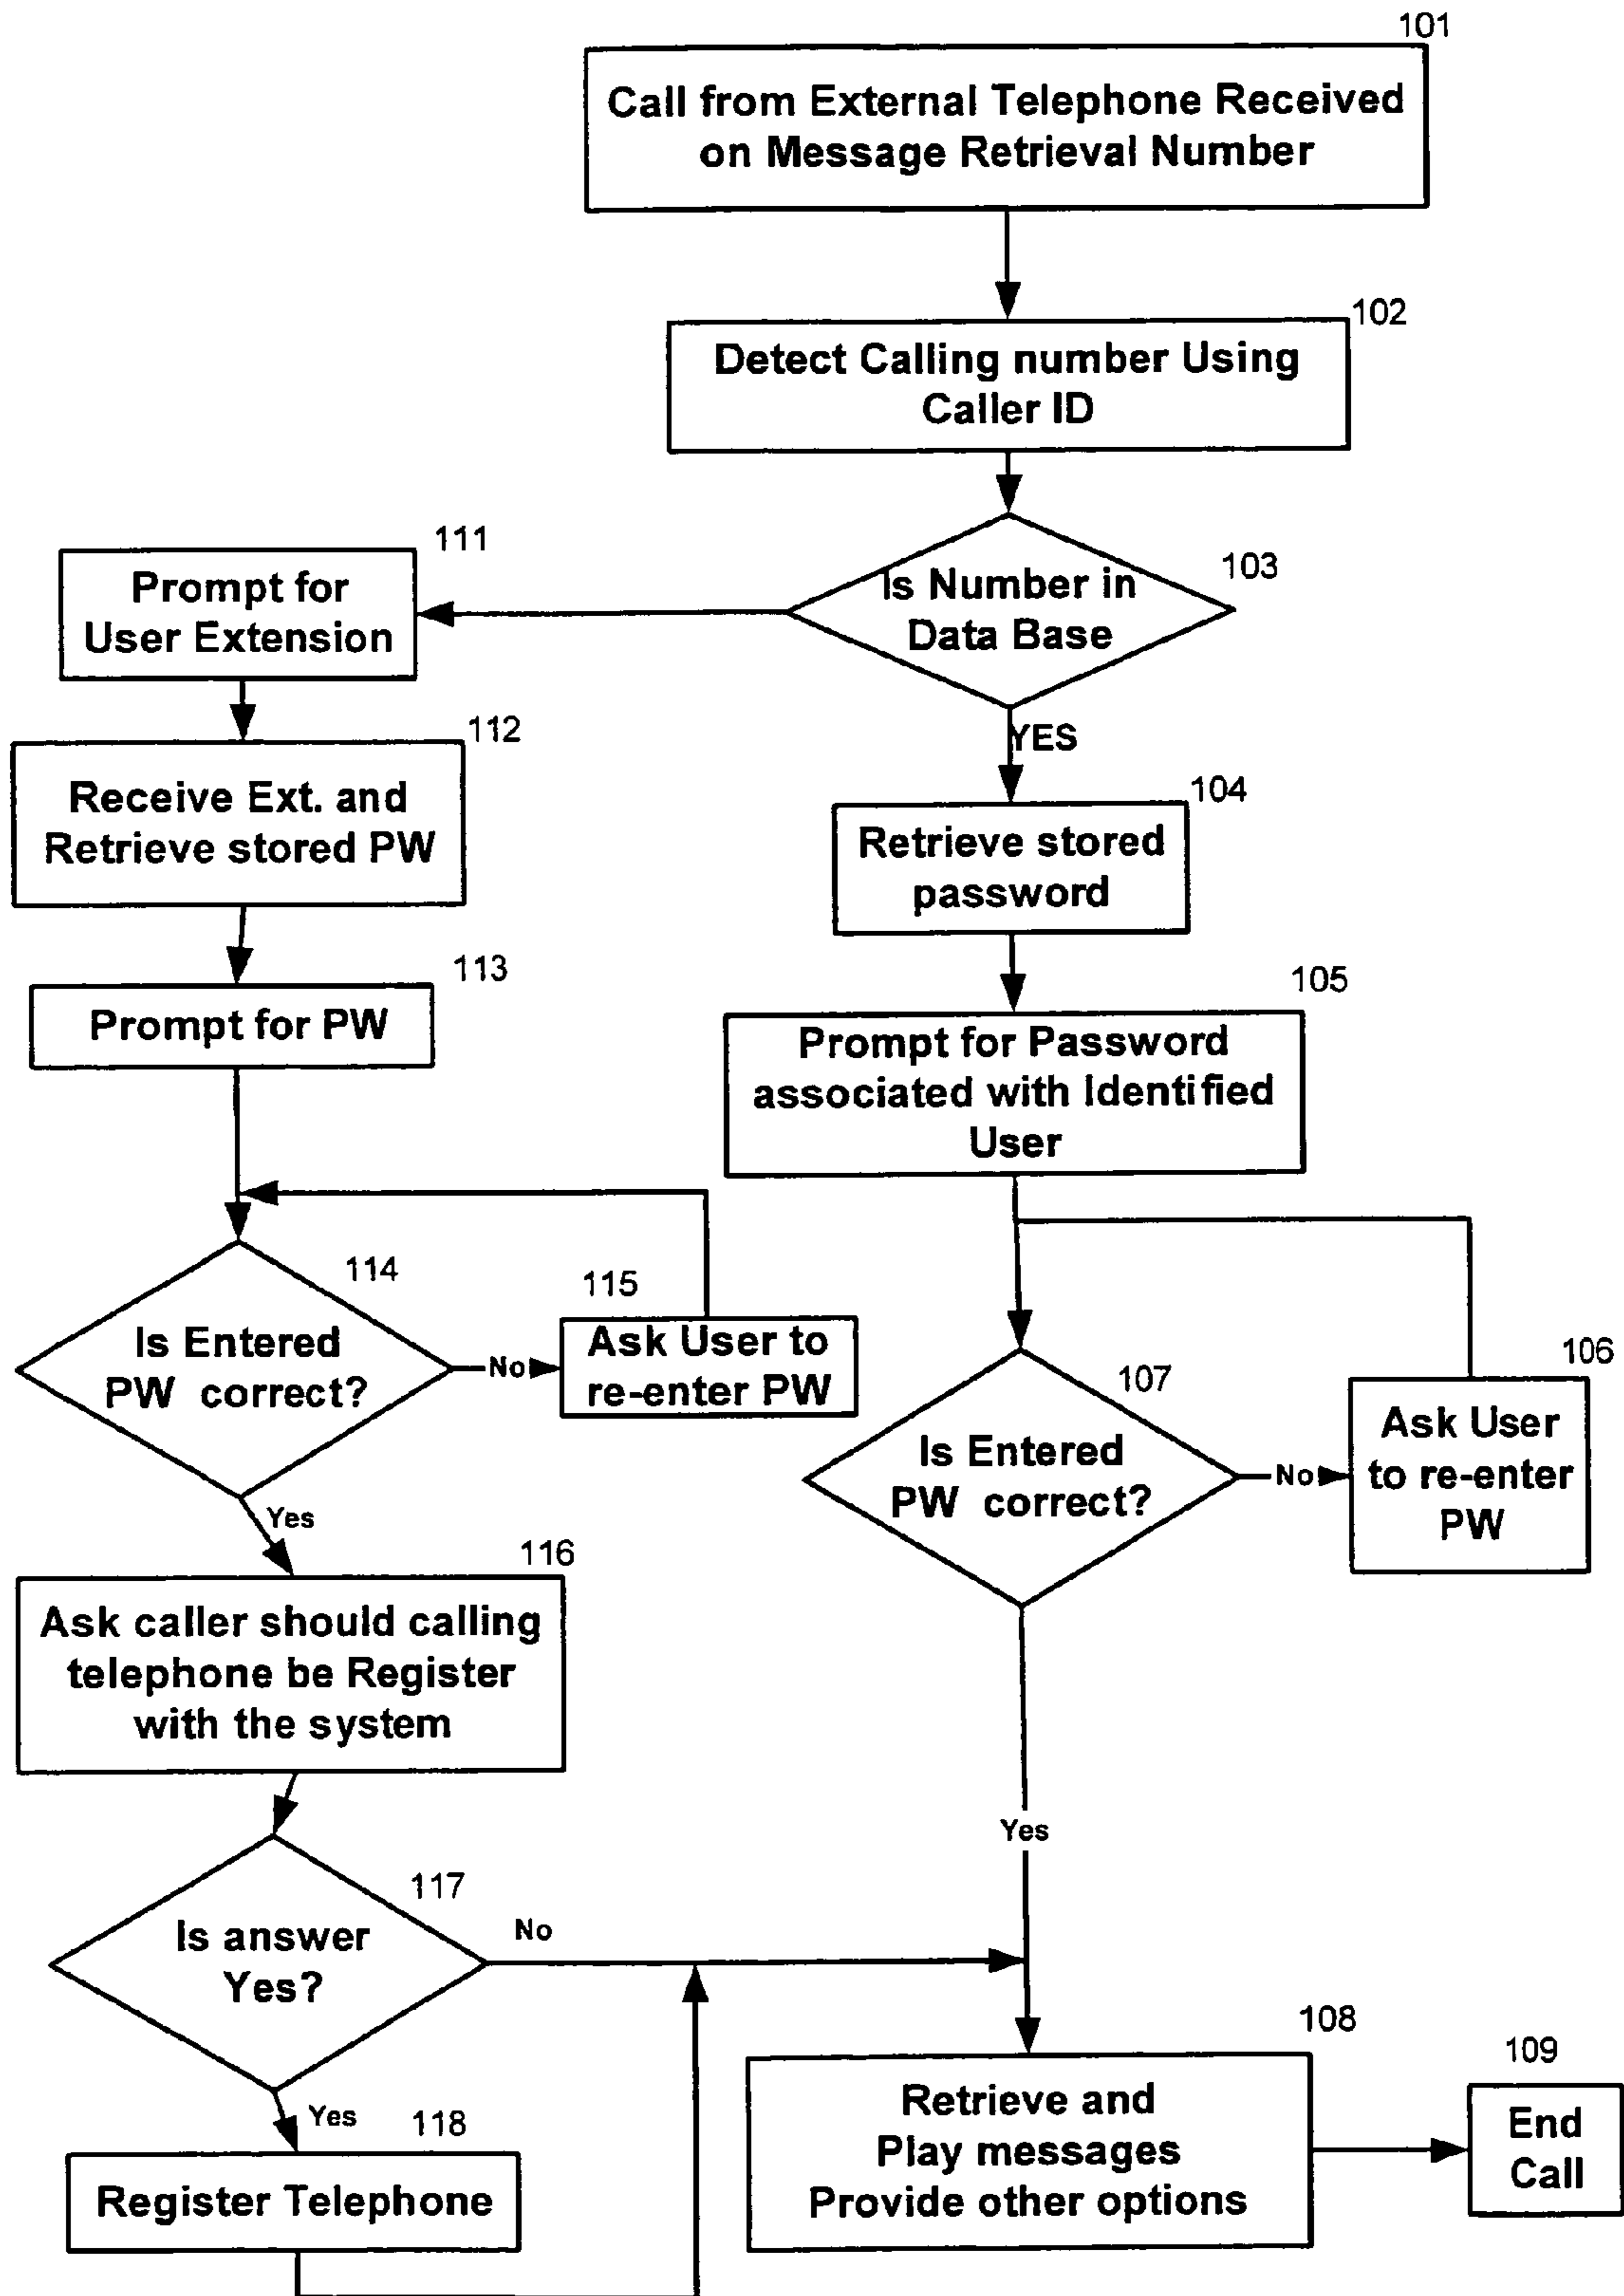 101
Call from External Telephone Received
on Message Retrieval Number
102
Detect Calling number Using
Caller ID
103
Is Number in
Data Base
YES
104
Retrieve stored
password
105
Prompt for Password
associated with Identified
User
107
Is Entered
PW correct?
No
106
Ask User
to re-enter
PW
Yes
111
Prompt for
User Extension
112
Receive Ext. and
Retrieve stored PW
113
Prompt for PW
114
Is Entered
PW correct?
No
115
Ask User to
re-enter PW
Yes
116
Ask caller should calling
telephone be Register
with the system
117
Is answer
Yes?
No
Yes
118
Register Telephone
108
Retrieve and
Play messages
Provide other options
109
End
Call